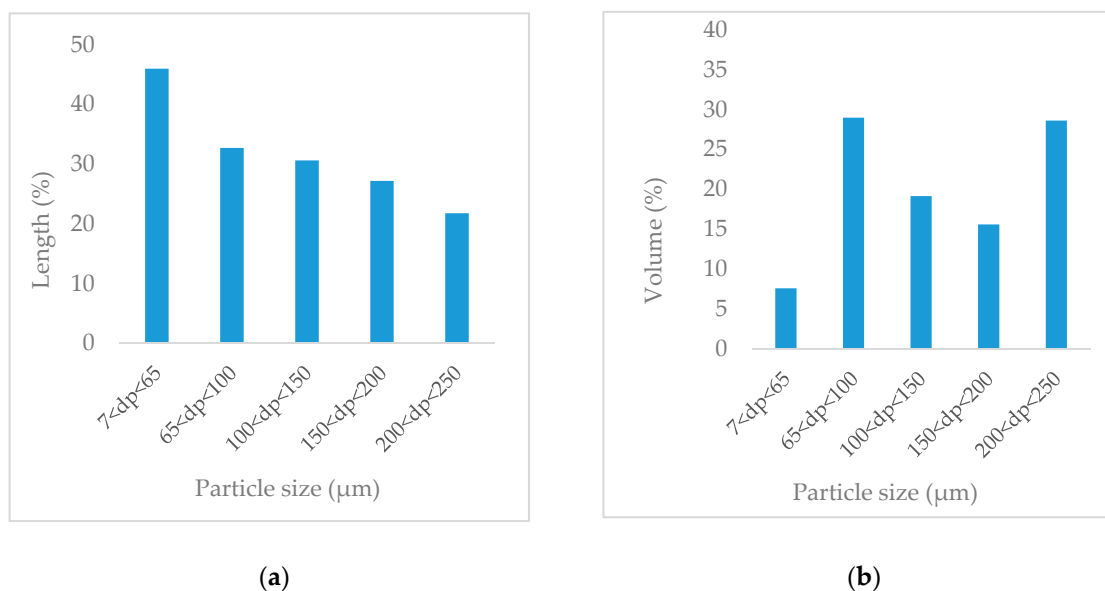 50
40
30
20
10
0
Length (%)
7<dp<65
65<dp<100
100<dp<150
150<dp<200
200<dp<250
Particle size (μm)
(a)
40
35
30
25
20
15
10
5
0
Volume (%)
7<dp<65
65<dp<100
100<dp<150
150<dp<200
200<dp<250
Particle size (μm)
(b)